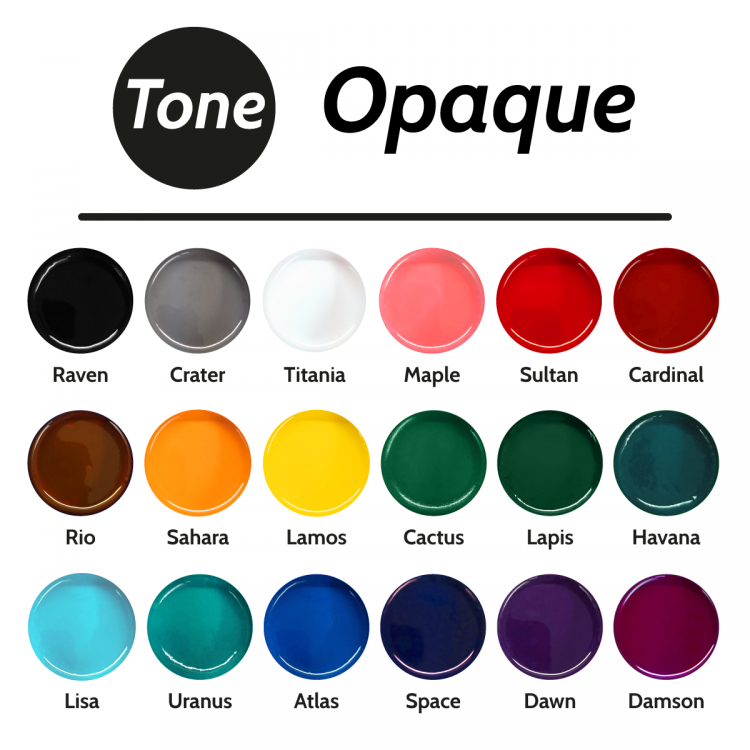 Tone Opaque
Raven Crater Titania Maple Sultan Cardinal
Rio Sahara Lamos Cactus Lapis Havana
Lisa Uranus Atlas Space Dawn Damson